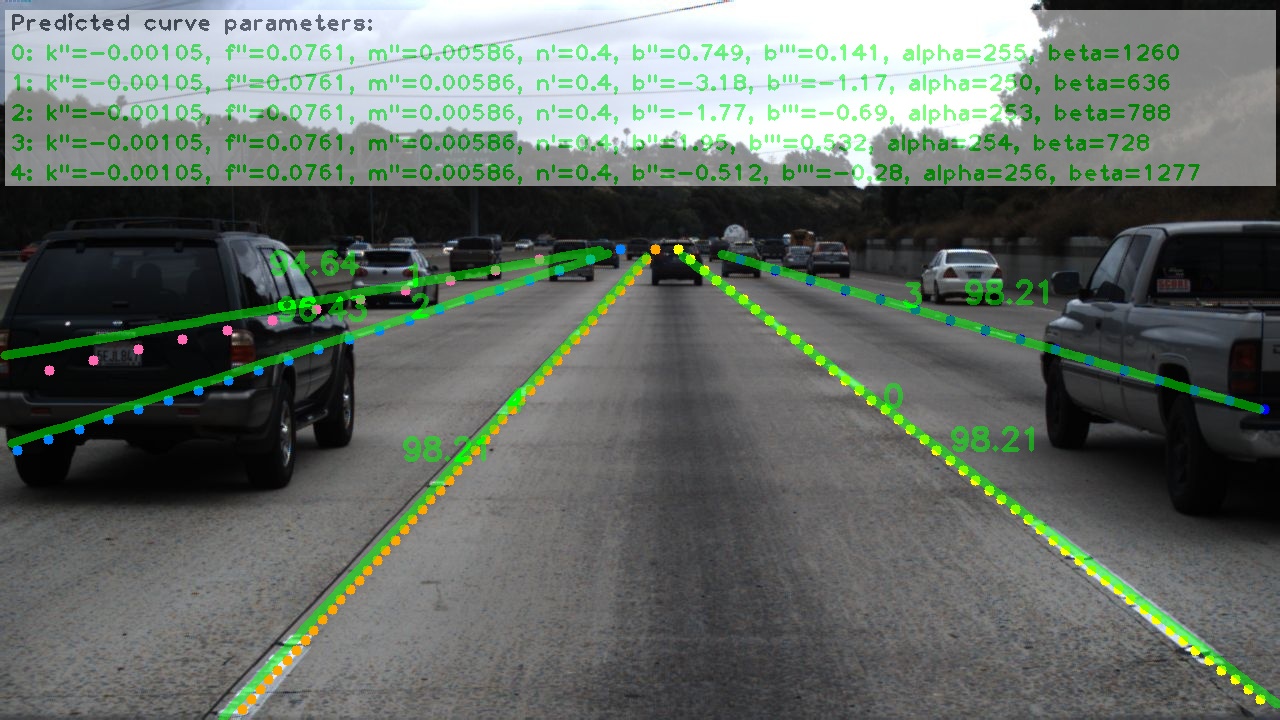 Predicted curve parameters:
0: k''=-0.00105, f''=0.0761, m''=0.00586, n'=0.4, b''=0.749, b'''=0.141, alpha=255, beta=1260
1: k''=-0.00105, f''=0.0761, m''=0.00586, n'=0.4, b''=-3.18, b'''=-1.17, alpha=250, beta=636
2: k''=-0.00105, f''=0.0761, m''=0.00586, n'=0.4, b''=-1.77, b'''=-0.69, alpha=253, beta=788
3: k''=-0.00105, f''=0.0761, m''=0.00586, n'=0.4, b''=1.95, b'''=0.532, alpha=254, beta=728
4: k''=-0.00105, f''=0.0761, m''=0.00586, n'=0.4, b''=-0.512, b'''=-0.28, alpha=256, beta=1277
94.64 1
96.43 2
3 98.21
0
98.21
98.21